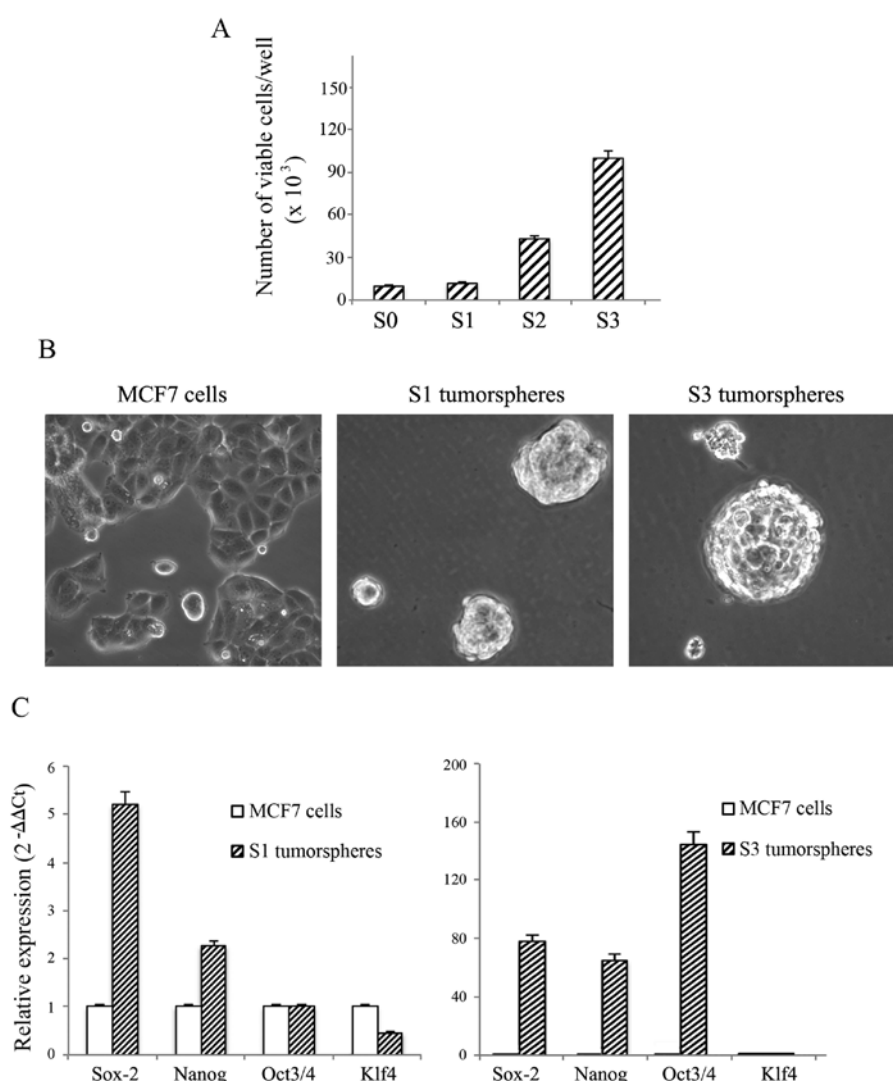 A
Number of viable cells/well
(x 10³)
150
120
90
60
30
0
S0 S1 S2 S3
B
MCF7 cells S1 tumorspheres S3 tumorspheres
C
Relative expression (2 -ΔΔCt)
6
5
4
3
2
1
0
MCF7 cells
S1 tumorspheres
Sox-2 Nanog Oct3/4 Klf4
200
160
120
80
40
0
MCF7 cells
S3 tumorspheres
Sox-2 Nanog Oct3/4 Klf4